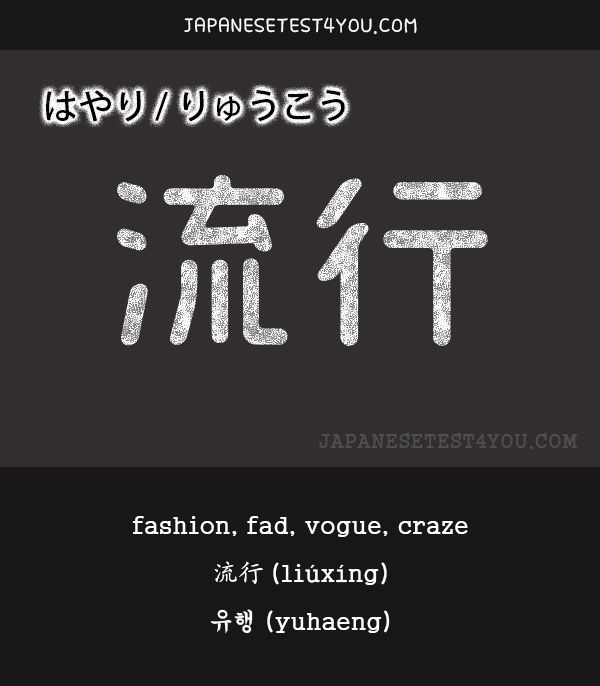 JAPANESETEST4YOU.COM
はやり/りゅうこう
流行
JAPANESETEST4YOU.COM
fashion, fad, vogue, craze
流行 (liúxíng)
유행 (yuhaeng)